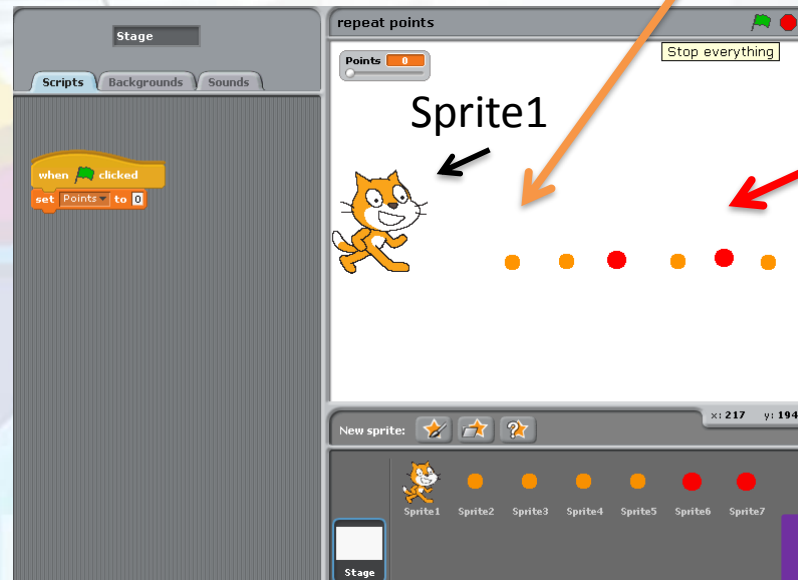 Stage
Scripts Backgrounds Sounds
when clicked
set Points to 0
repeat points
Stop everything
Points 0
Sprite1
x: 217 y: 194
New sprite:
Sprite1 Sprite2 Sprite3 Sprite4 Sprite5 Sprite6 Sprite7
Stage